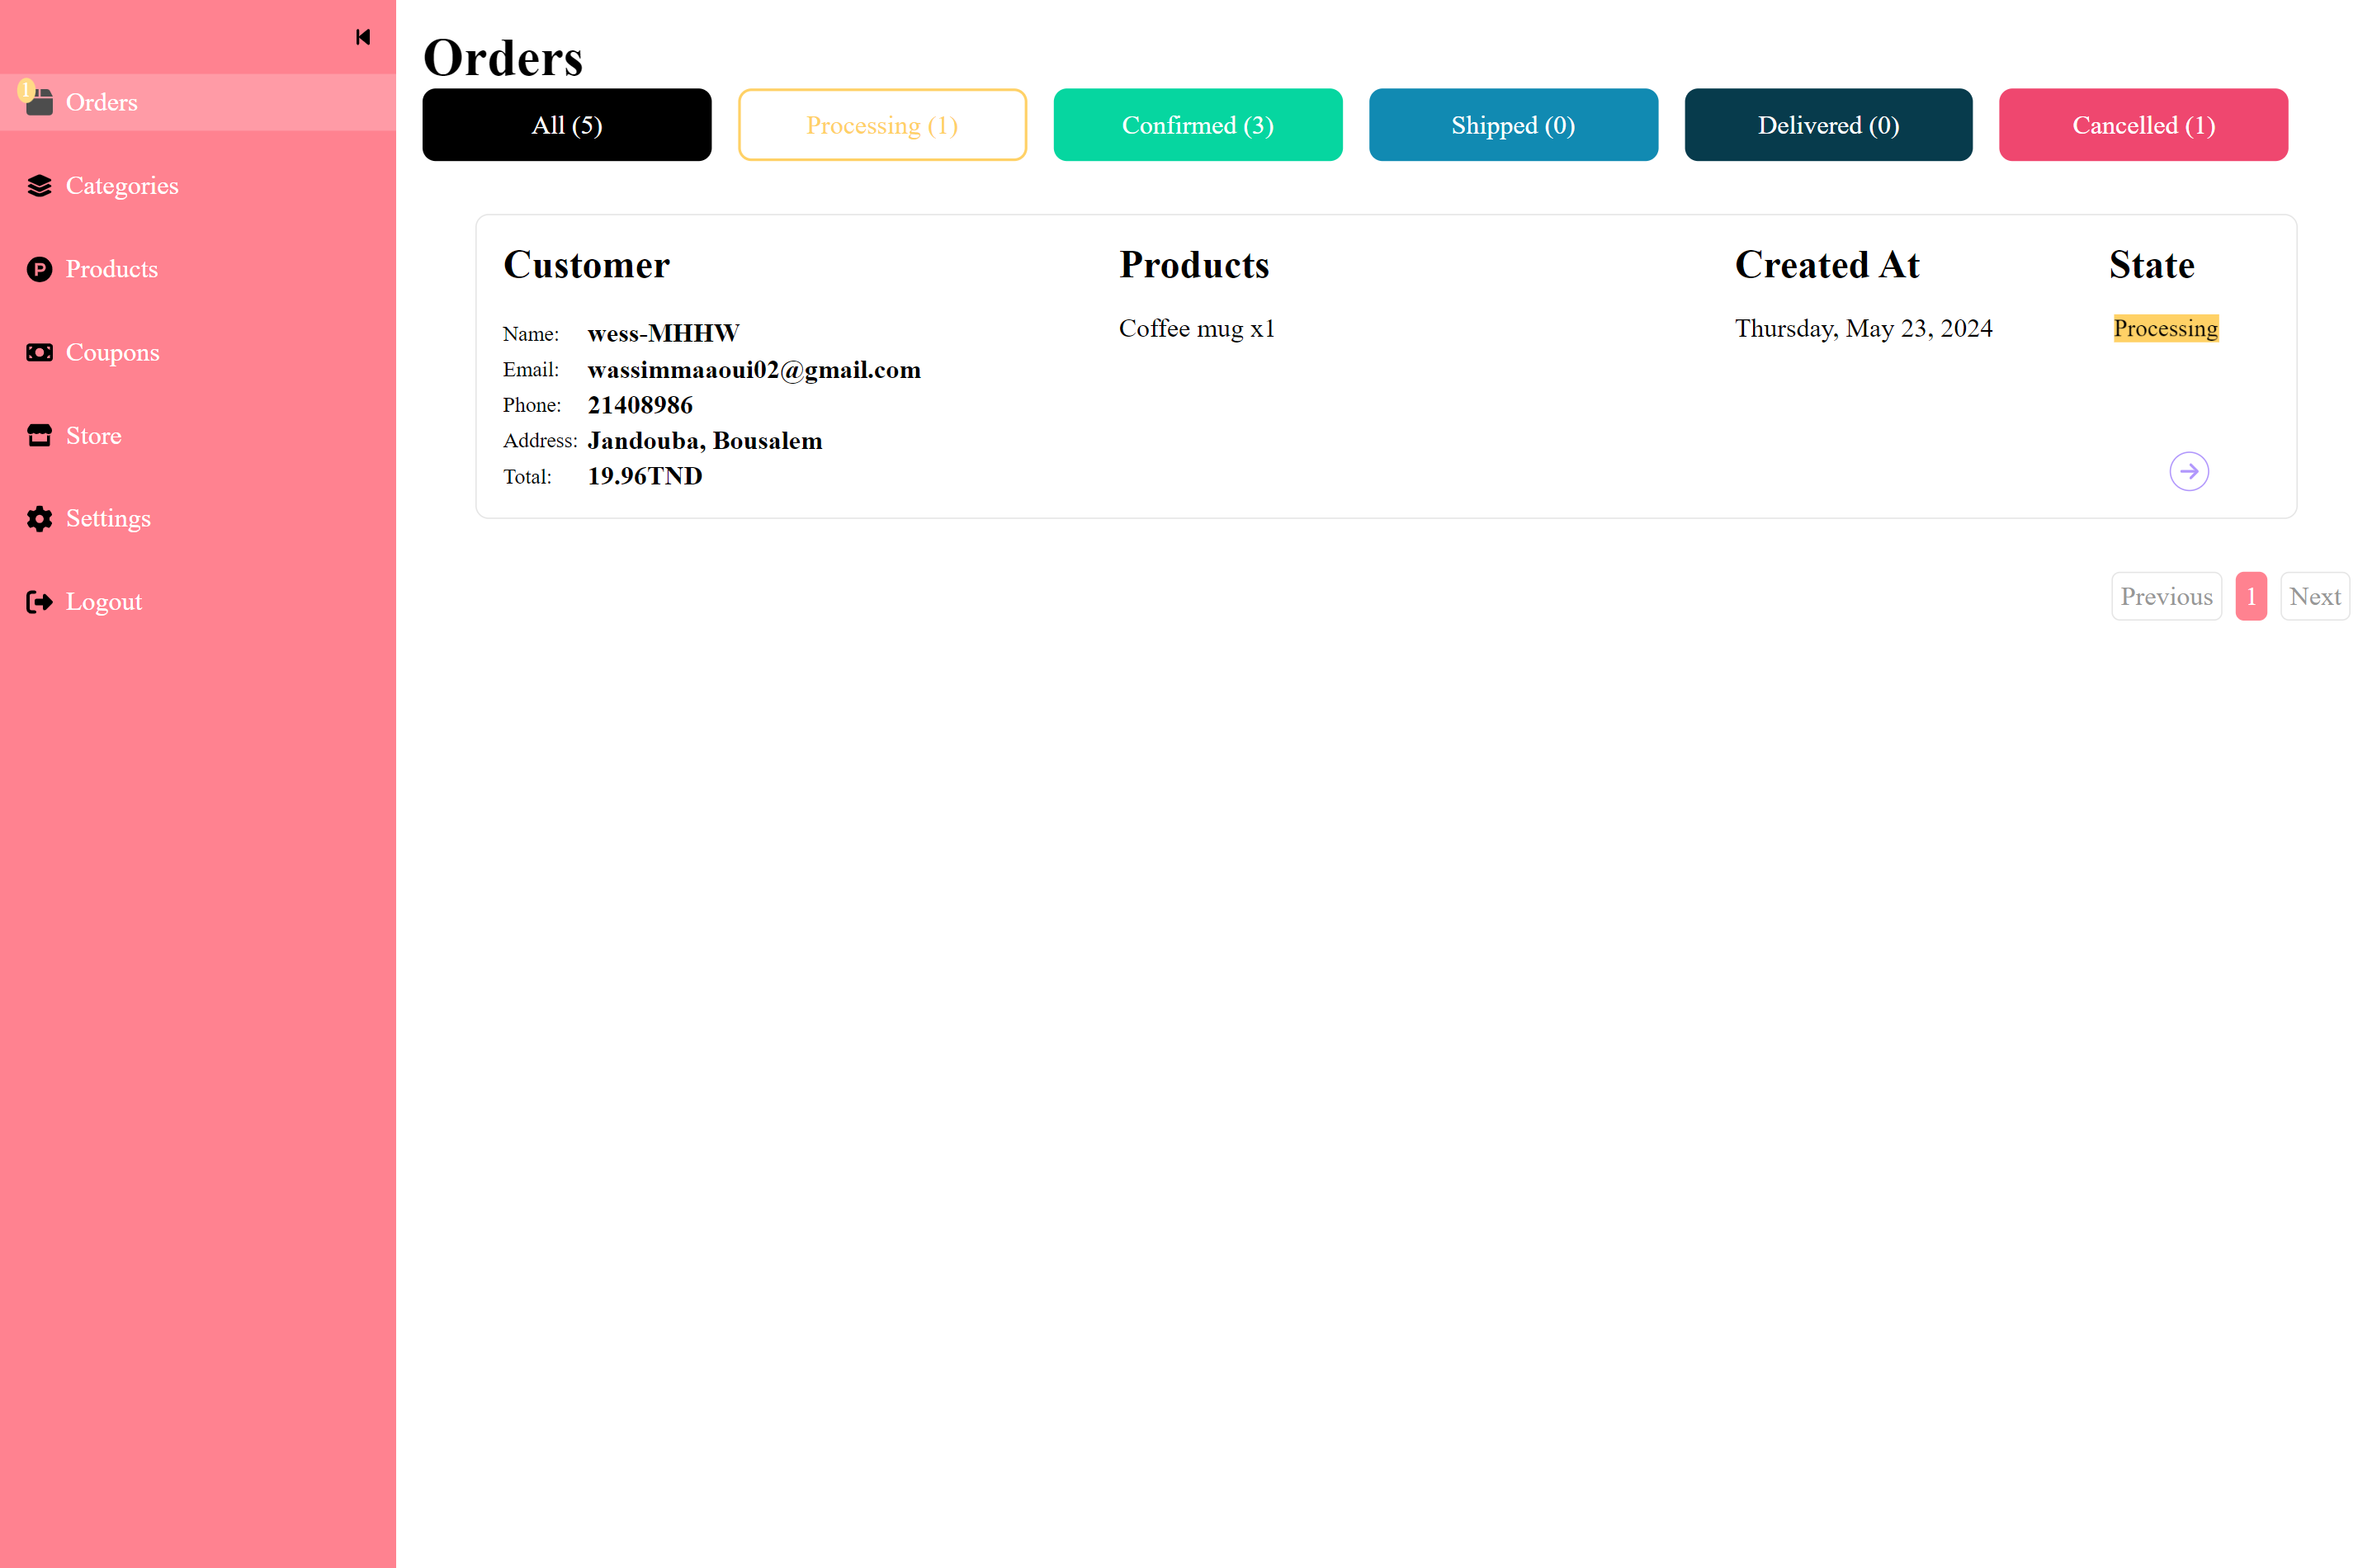 Orders
1
Orders
All (5) Processing (1) Confirmed (3) Shipped (0) Delivered (0) Cancelled (1)
Categories
Products
Coupons
Store
Settings
Logout
Customer Products Created At State
Name: wess-MHHW Coffee mug x1 Thursday, May 23, 2024 Processing
Email: wassimmaaoui02@gmail.com
Phone: 21408986
Address: Jandouba, Bousalem
Total: 19.96TND
Previous 1 Next